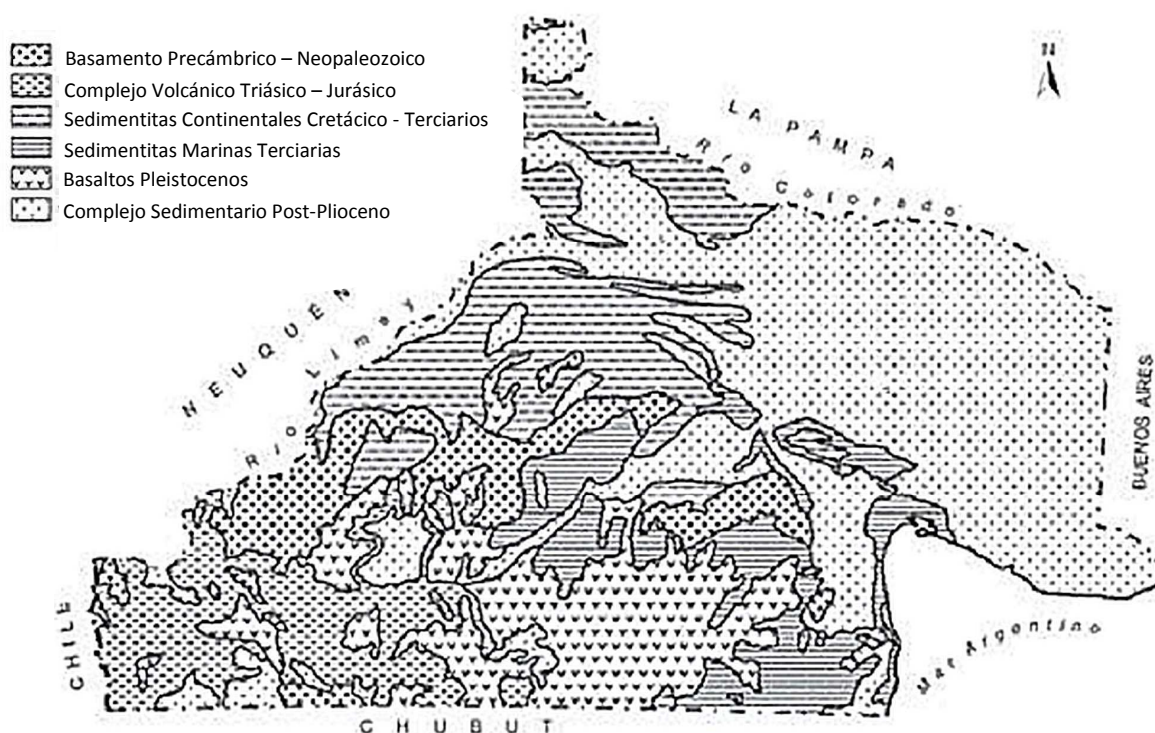 Basamento Precámbrico – Neopaleozoico
Complejo Volcánico Triásico – Jurásico
Sedimentitas Continentales Cretácico - Terciarios
Sedimentitas Marinas Terciarias
Basaltos Pleistocenos
Complejo Sedimentario Post-Plioceno
N
LA PAMPA
Río Colorado
NEUQUÉN
Río Limay
BUENOS AIRES
CHILE
Mar Argentino
CHUBUT